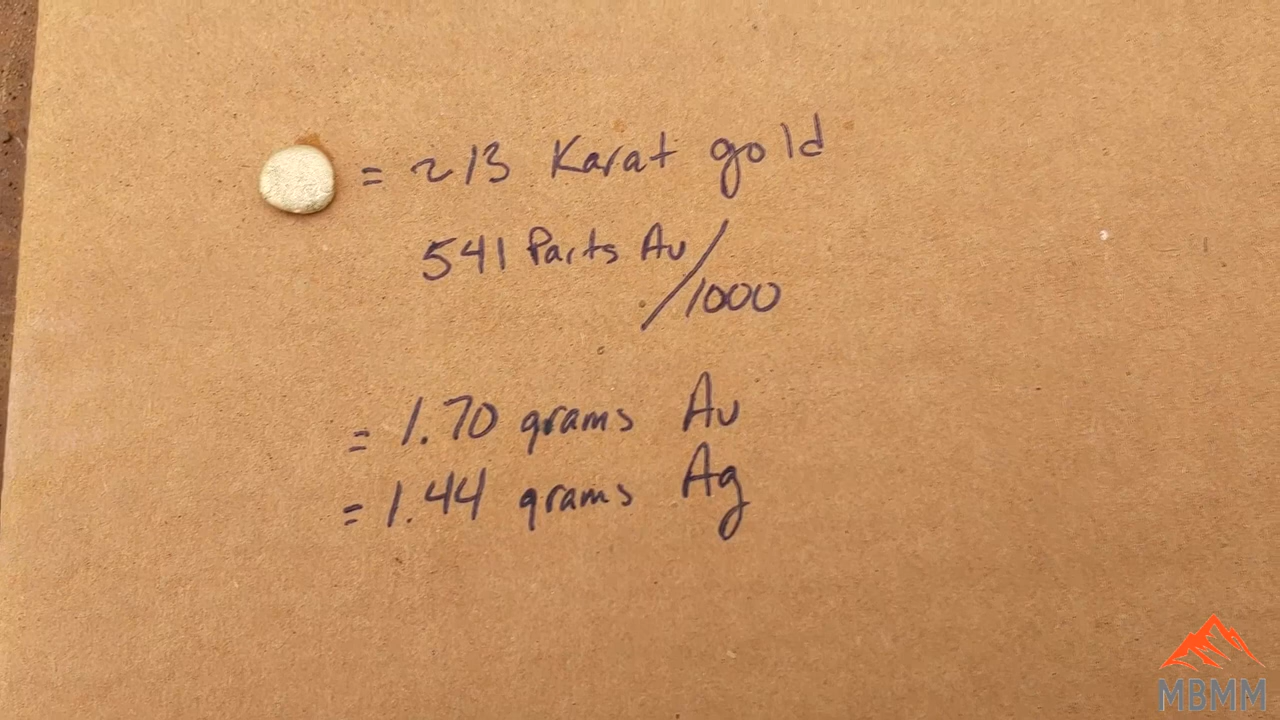 = ~13 Karat gold
541 Parts Au/1000
= 1.70 grams Au
= 1.44 grams Ag
MBMM